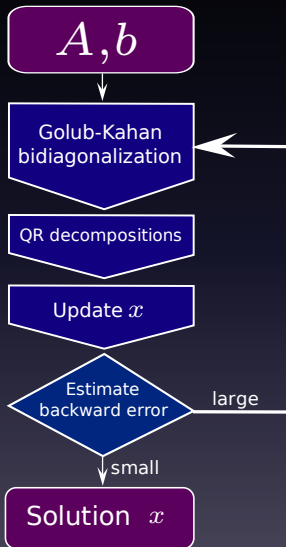 A,b
Golub-Kahan
bidiagonalization
QR decompositions
Update x
Estimate
backward error
large
small
Solution x